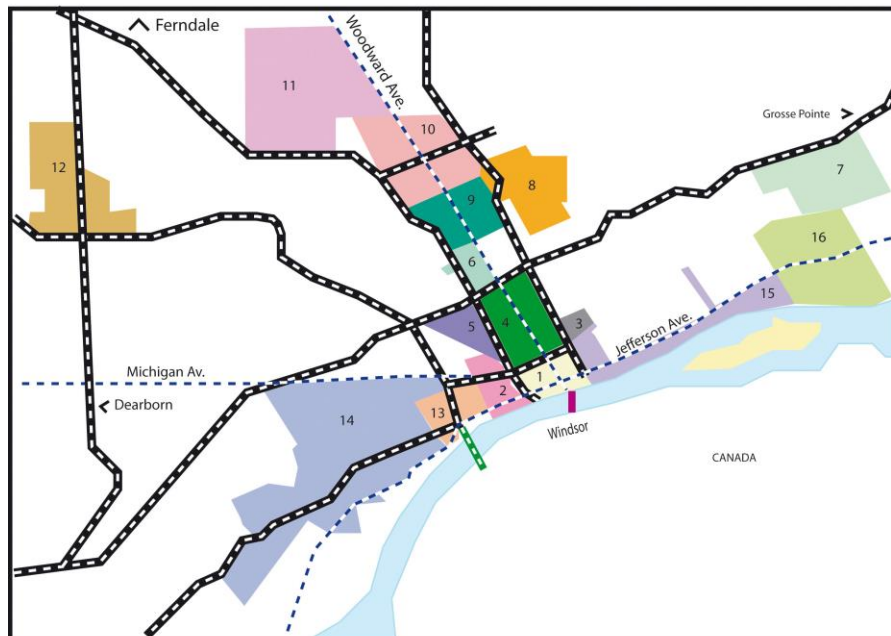 Ferndale
Woodward Ave.
11
10
Grosse Pointe
12
8
7
9
16
6
15
5
4
3
Jefferson Ave.
Michigan Av.
1
2
Dearborn
13
14
Windsor
CANADA